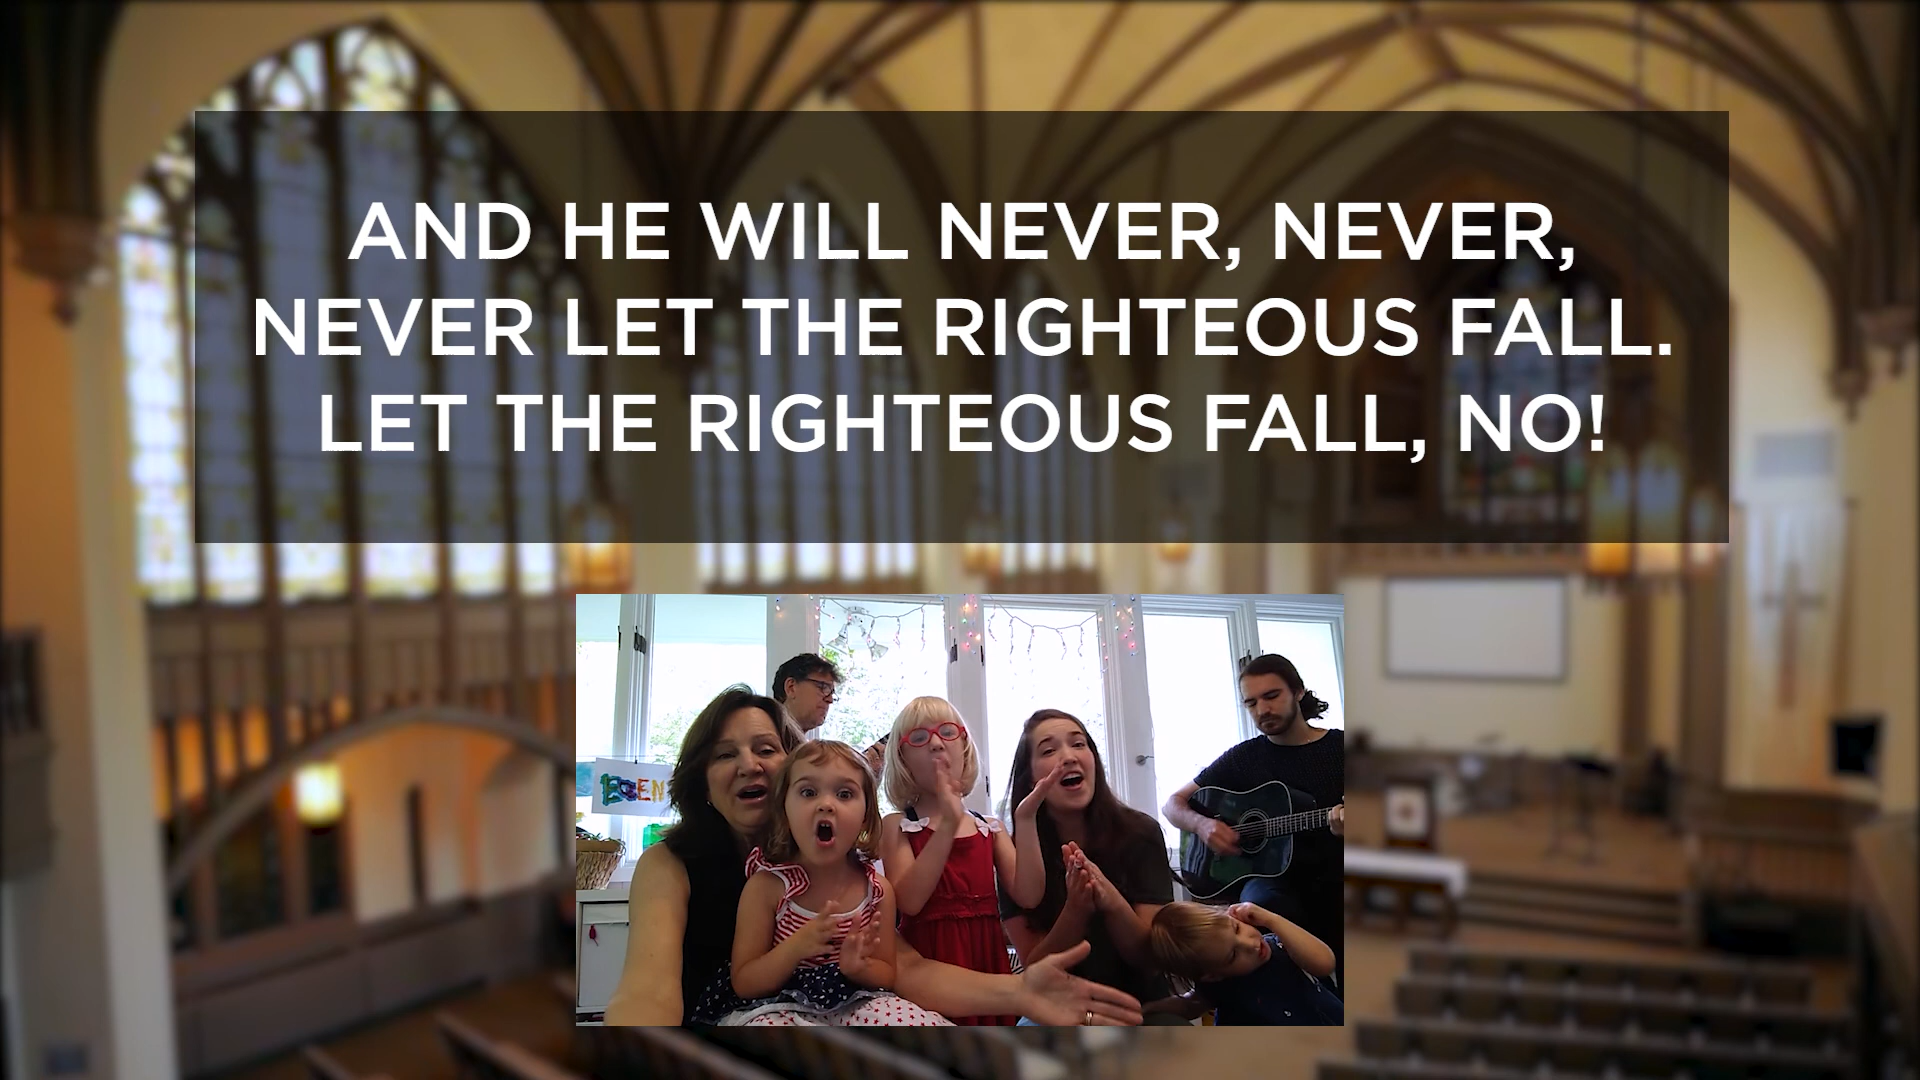 AND HE WILL NEVER, NEVER,
NEVER LET THE RIGHTEOUS FALL.
LET THE RIGHTEOUS FALL, NO!